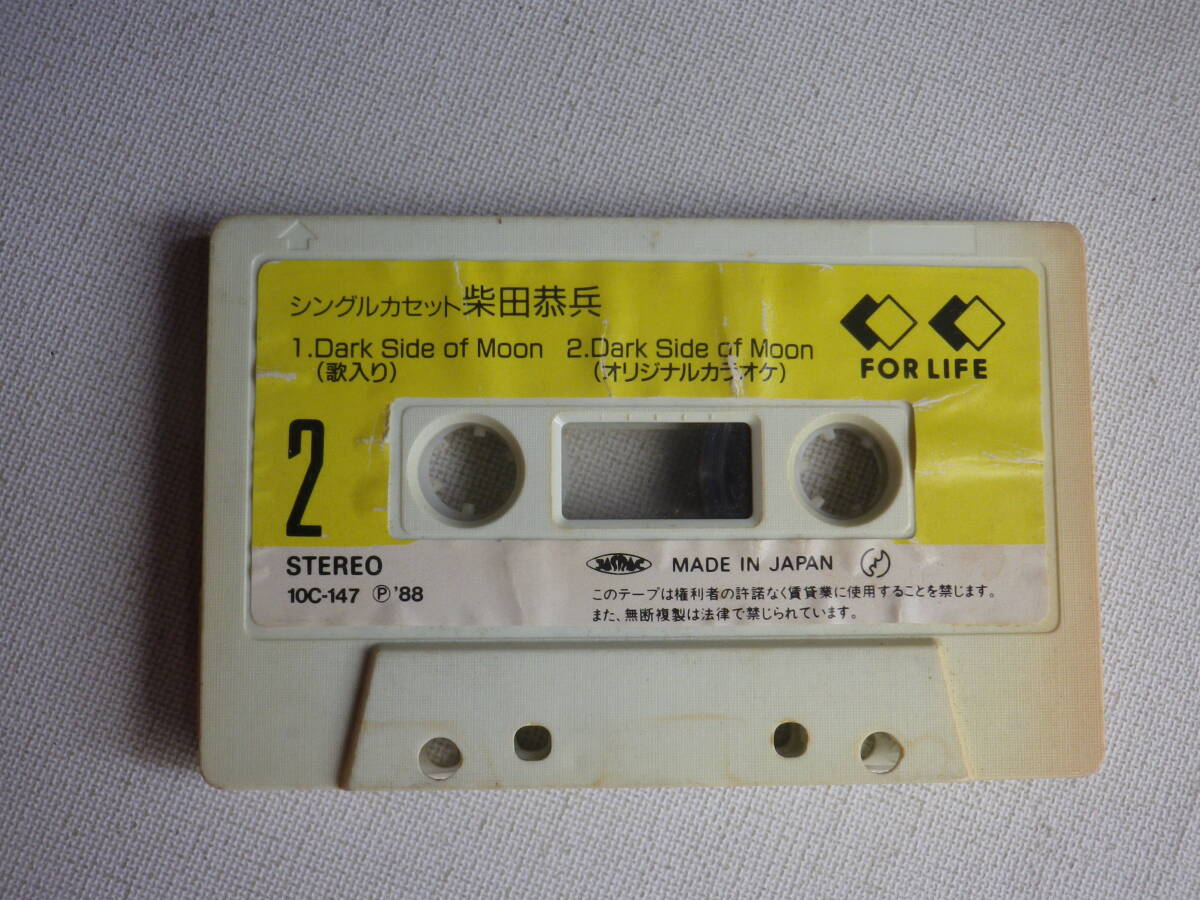 シングルカセット柴田恭兵
1.Dark Side of Moon 2.Dark Side of Moon
(歌入り) (オリジナルカラオケ)
FOR LIFE
2
STEREO
JASRAC MADE IN JAPAN
10C-147 Ⓟ'88
このテープは権利者の許諾なく賃貸業に使用することを禁じます。
また、無断複製は法律で禁じられています。